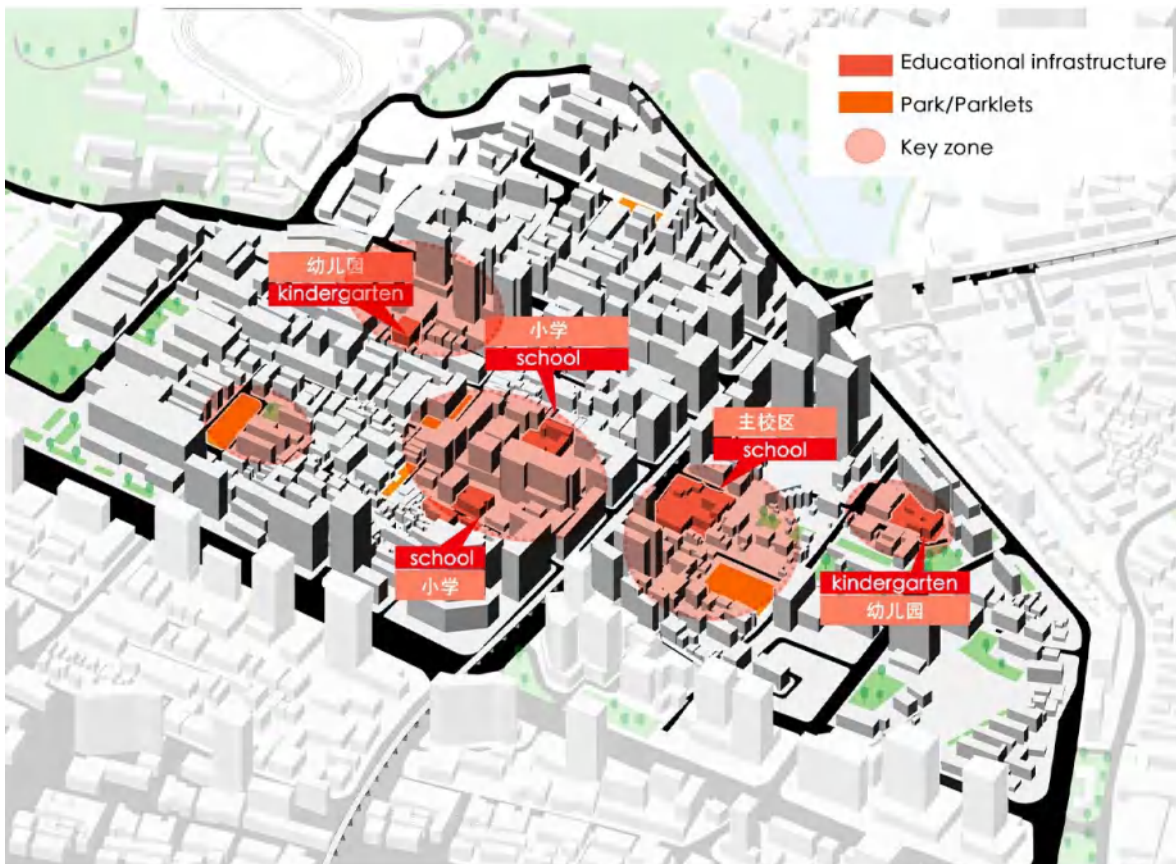 Educational infrastructure
Park/Parklets
Key zone
幼儿园
kindergarten
小学
school
主校区
school
school
小学
kindergarten
幼儿园